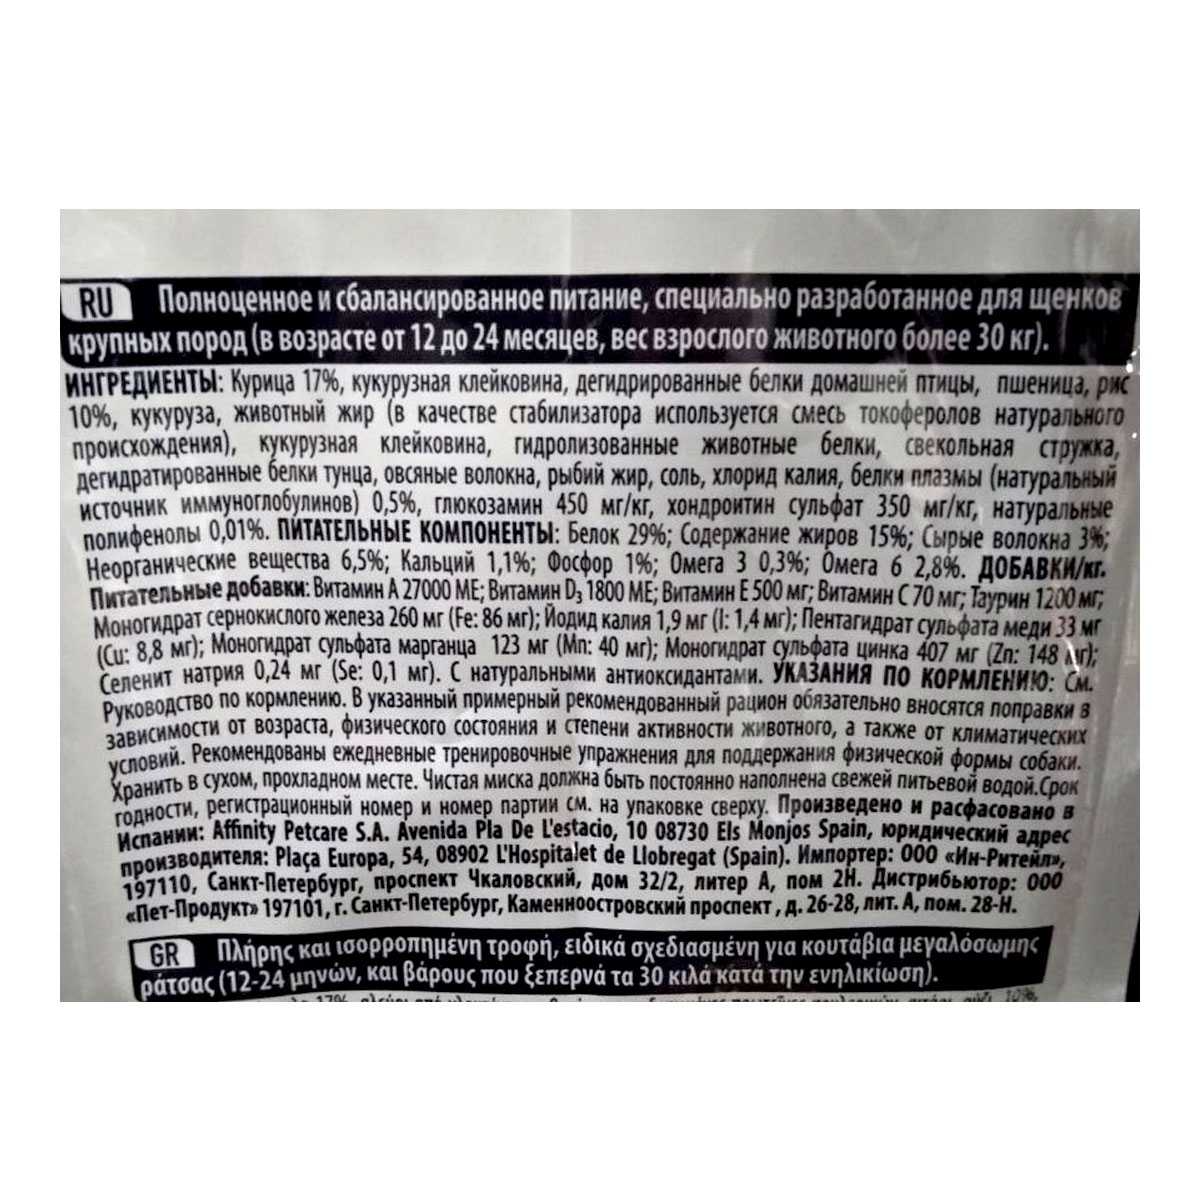 RU Полноценное и сбалансированное питание, специально разработанное для щенков
крупных пород (в возрасте от 12 до 24 месяцев, вес взрослого животного более 30 кг).
ИНГРЕДИЕНТЫ: Курица 17%, кукурузная клейковина, дегидрированные белки домашней птицы, пшеница, рис
10%, кукуруза, животный жир (в качестве стабилизатора используется смесь токоферолов натурального
происхождения), кукурузная клейковина, гидролизованные животные белки, свекольная стружка,
дегидратированные белки тунца, овсяные волокна, рыбий жир, соль, хлорид калия, белки плазмы (натуральный
источник иммуноглобулинов) 0,5%, глюкозамин 450 мг/кг, хондроитин сульфат 350 мг/кг, натуральные
полифенолы 0,01%. ПИТАТЕЛЬНЫЕ КОМПОНЕНТЫ: Белок 29%; Содержание жиров 15%; Сырые волокна 3%;
Неорганические вещества 6,5%; Кальций 1,1%; Фосфор 1%; Омега 3 0,3%; Омега 6 2,8%. ДОБАВКИ/кг.
Питательные добавки: Витамин А 27000 МЕ; Витамин D3 1800 МЕ; Витамин Е 500 мг; Витамин С 70 мг; Таурин 1200 мг;
Моногидрат сернокислого железа 260 мг (Fe: 86 мг); Йодид калия 1,9 мг (I: 1,4 мг); Пентагидрат сульфата меди 33 мг
(Cu: 8,8 мг); Моногидрат сульфата марганца 123 мг (Mn: 40 мг); Моногидрат сульфата цинка 407 мг (Zn: 148 мг);
Селенит натрия 0,24 мг (Se: 0,1 мг). С натуральными антиоксидантами. УКАЗАНИЯ ПО КОРМЛЕНИЮ: См.
Руководство по кормлению. В указанный примерный рекомендованный рацион обязательно вносятся поправки в
зависимости от возраста, физического состояния и степени активности животного, а также от климатических
условий. Рекомендованы ежедневные тренировочные упражнения для поддержания физической формы собаки.
Хранить в сухом, прохладном месте. Чистая миска должна быть постоянно наполнена свежей питьевой водой.Срок
годности, регистрационный номер и номер партии см. на упаковке сверху. Произведено и расфасовано в
Испании: Affinity Petcare S.A. Avenida Pla De L'estacio, 10 08730 Els Monjos Spain, юридический адрес
производителя: Plaça Europa, 54, 08902 L'Hospitalet de Llobregat (Spain). Импортер: ООО «Ин-Ритейл»,
197110, Санкт-Петербург, проспект Чкаловский, дом 32/2, литер А, пом 2Н. Дистрибьютор: ООО
«Пет-Продукт» 197101, г. Санкт-Петербург, Каменноостровский проспект , д. 26-28, лит. А, пом. 28-Н.
GR Πλήρης και ισορροπημένη τροφή, ειδικά σχεδιασμένη για κουτάβια μεγαλόσωμης
ράτσας (12-24 μηνών, και βάρους που ξεπερνά τα 30 κιλά κατά την ενηλικίωση).